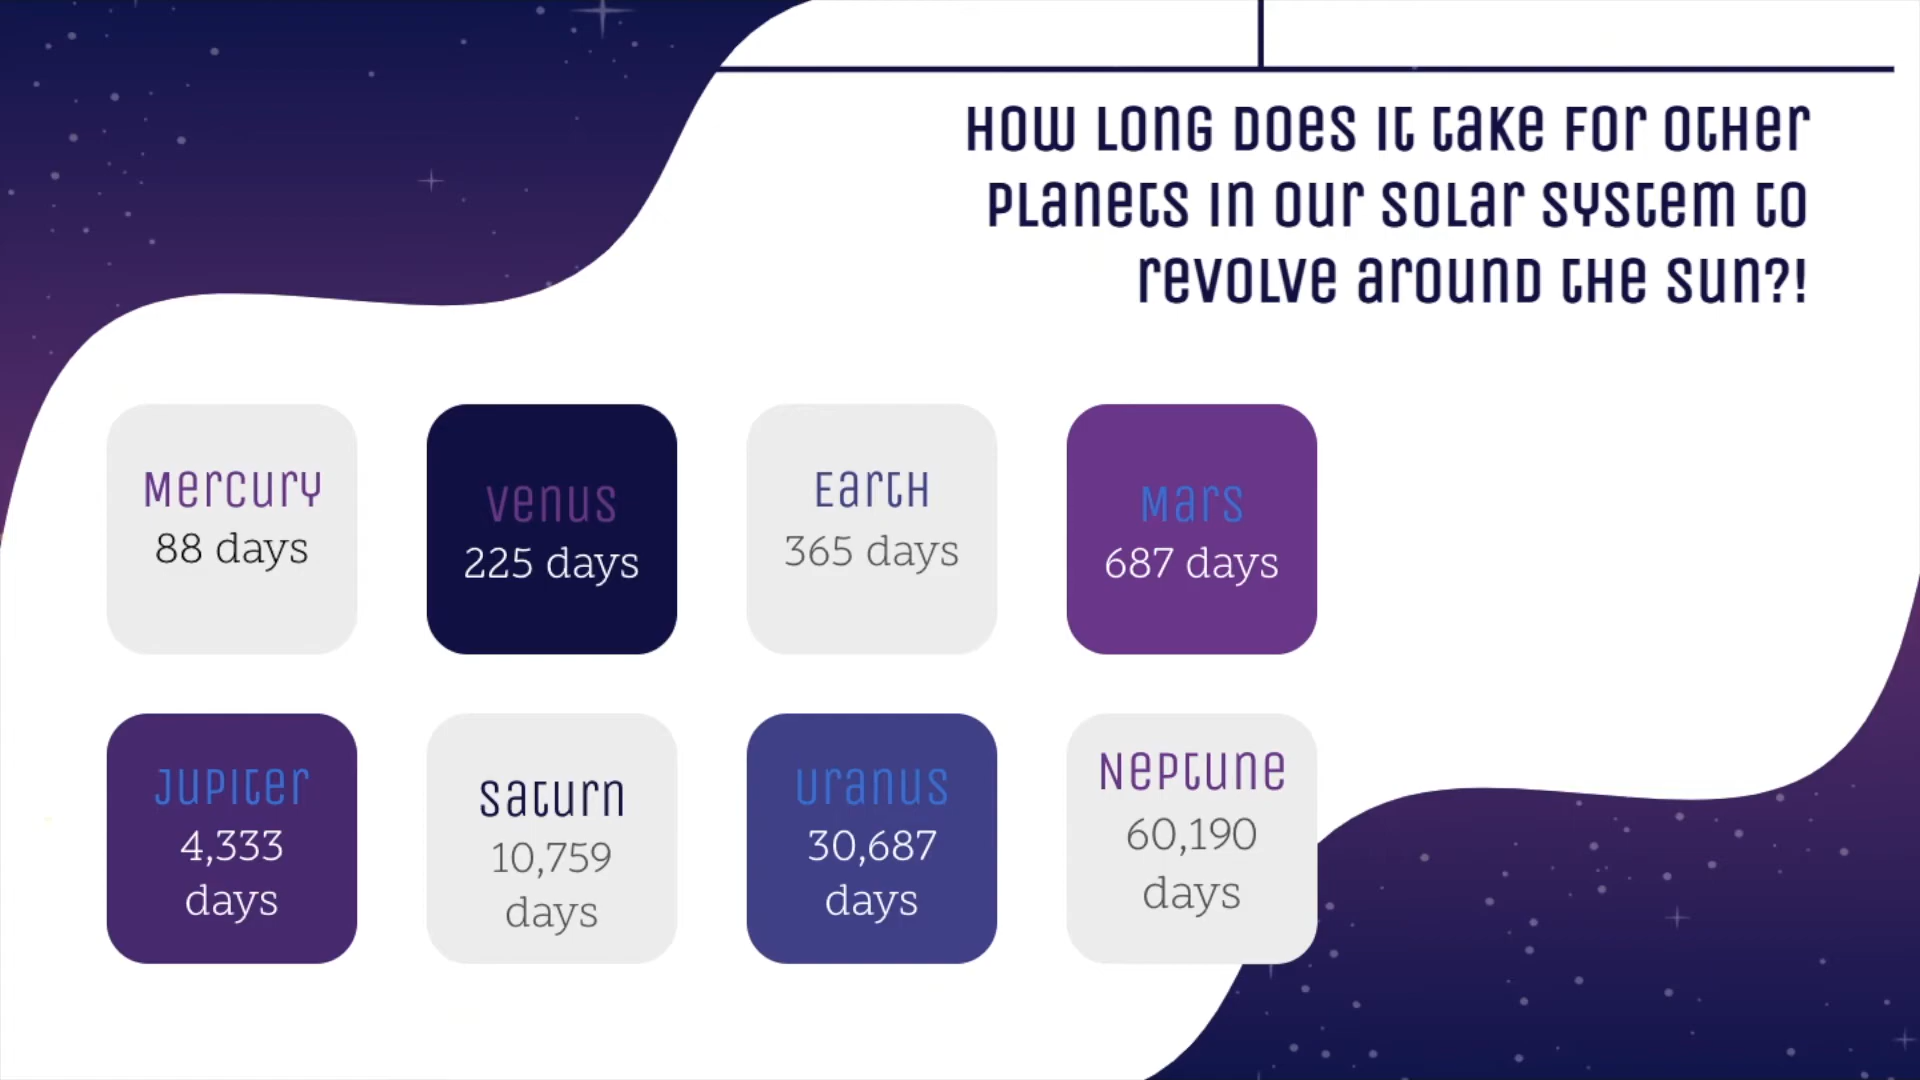 How long does it take for other
planets in our solar system to
revolve around the sun?!
Mercury
88 days
Venus
225 days
Earth
365 days
Mars
687 days
Jupiter
4,333
days
Saturn
10,759
days
Uranus
30,687
days
Neptune
60,190
days